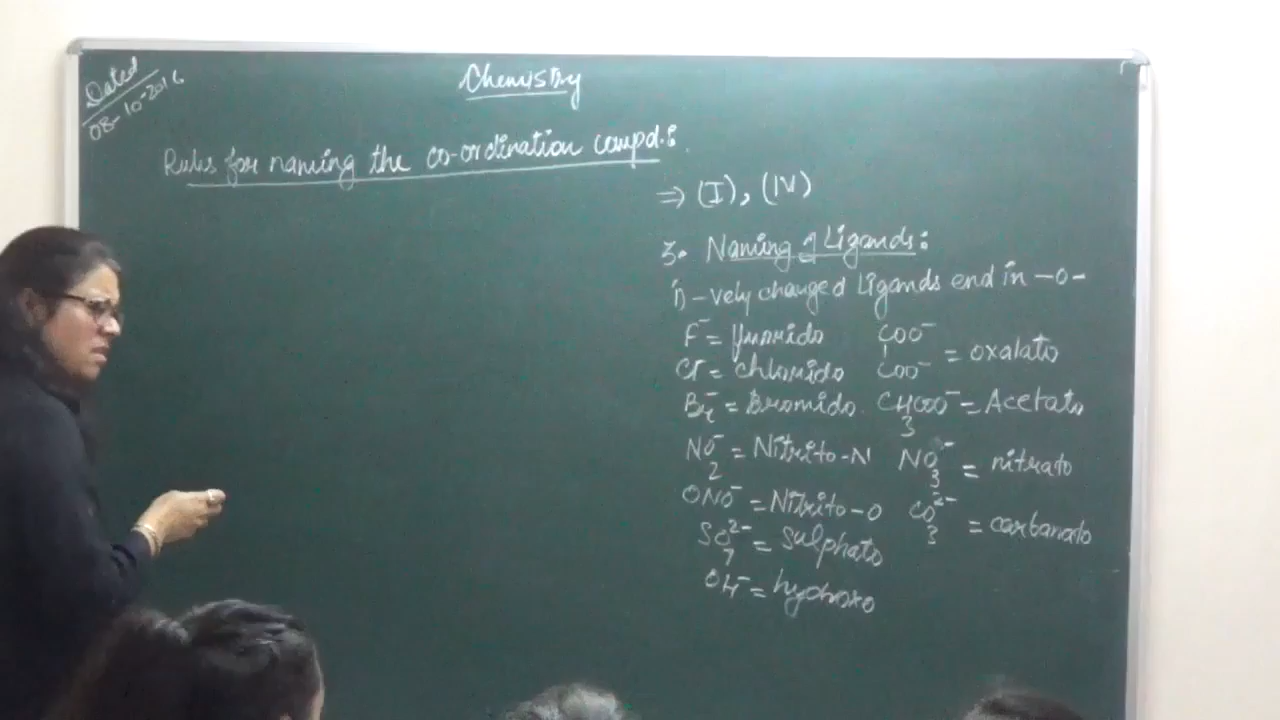 Dated
08-10-2016
Chemistry
Rules for naming the co-ordination compd.:
⇒ (I), (IV)
3. Naming of Ligands:
i) -vely charged Ligands end in -o-
F⁻ = fluorido
Cl⁻ = chlorido
Br⁻ = Bromido
NO₂⁻ = Nitrito-N
ONO⁻ = Nitrito-O
SO₄²⁻ = sulphato
OH⁻ = hydroxo
COO⁻
COO⁻ = oxalato
CH₃COO⁻ = Acetato
NO₃⁻ = nitrato
CO₃²⁻ = carbanato